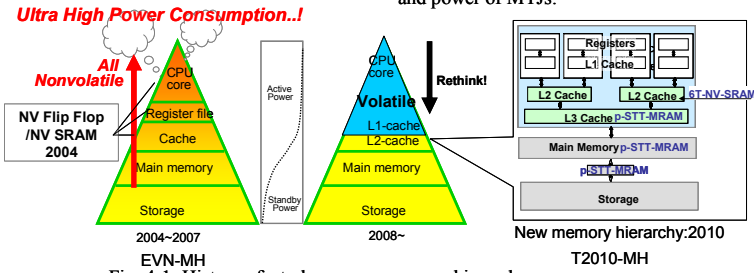 and power of MTJs.
Ultra High Power Consumption..!
All
Nonvolatile
NV Flip Flop
/NV SRAM
2004
CPU
core
Register file
Cache
Main memory
Storage
2004~2007
EVN-MH
Active
Power
Standby
Power
CPU
core
Volatile
L1-cache
L2-cache
Main memory
Storage
2008~
Rethink!
Registers
L1 Cache
L2 Cache
L2 Cache
6T-NV-SRAM
L3 Cache p-STT-MRAM
Main Memory p-STT-MRAM
p-STT-MRAM
Storage
New memory hierarchy:2010
T2010-MH